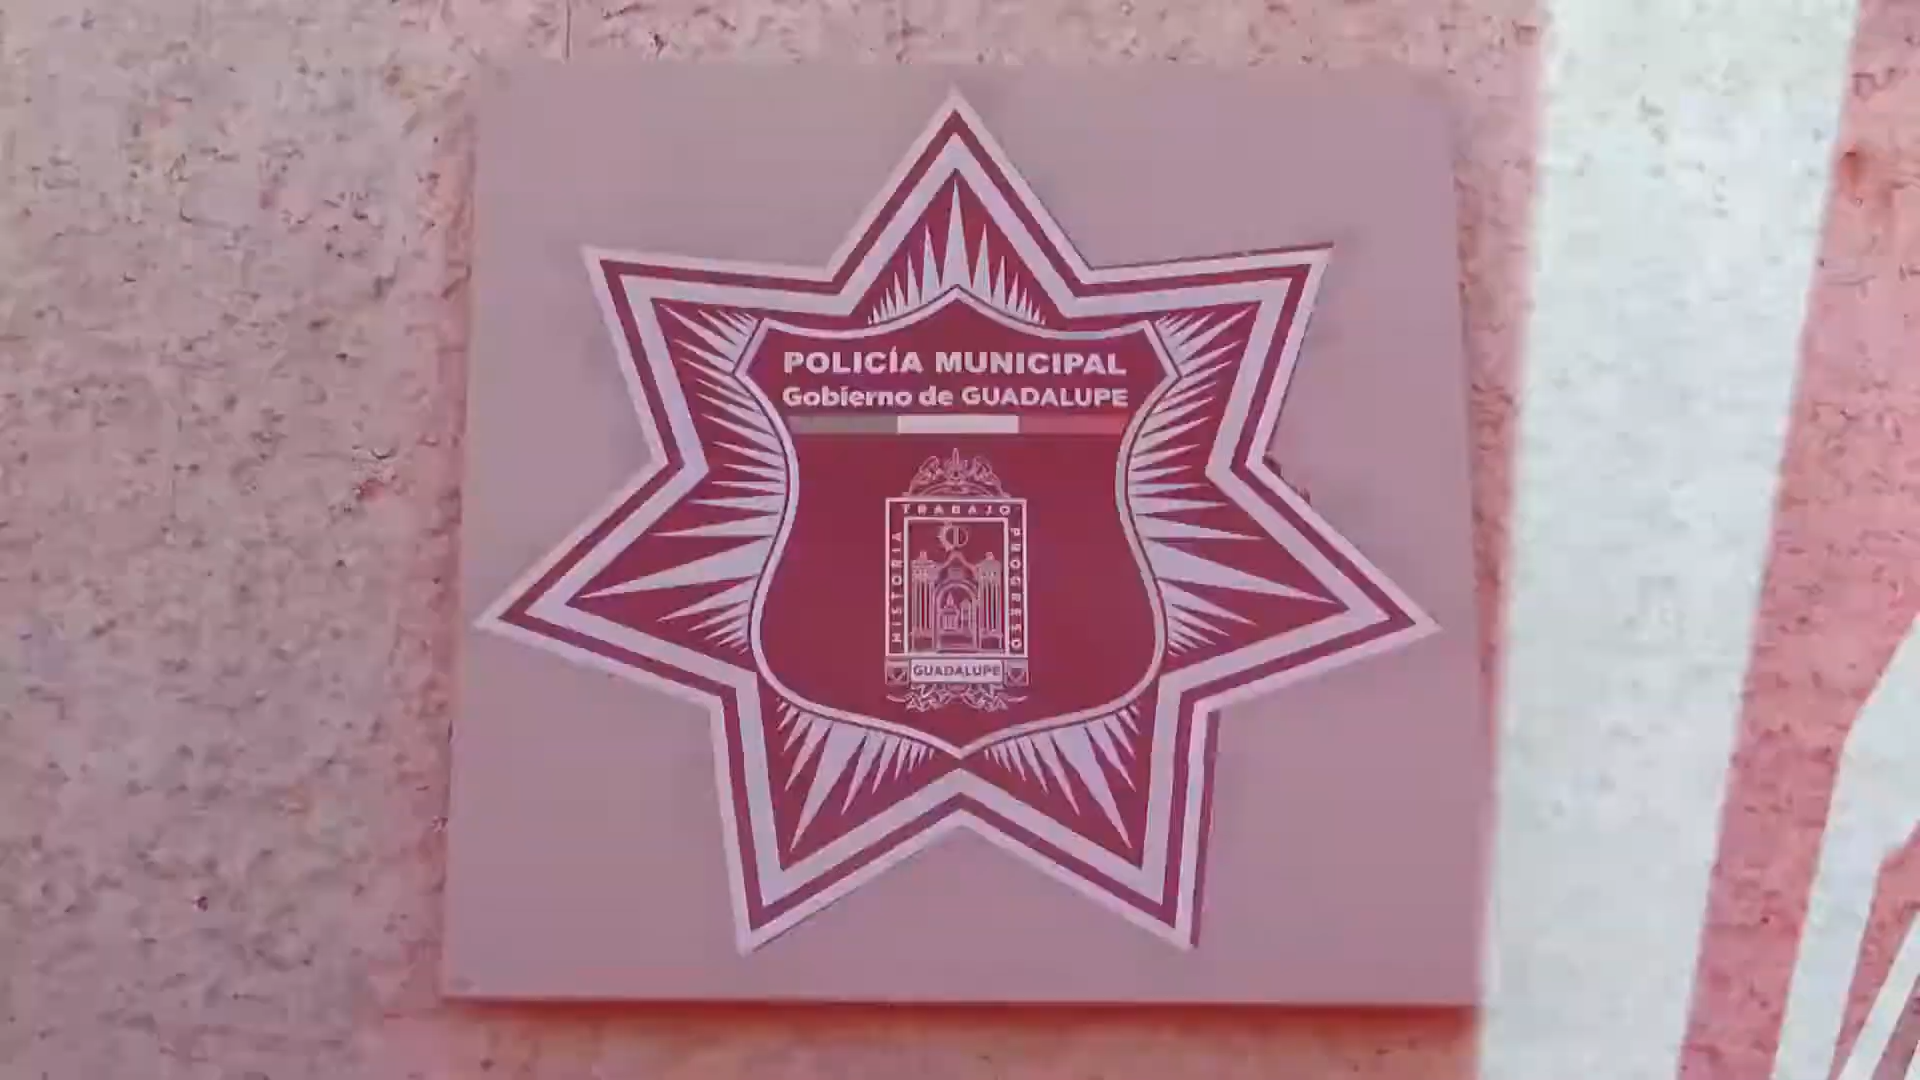 POLICÍA MUNICIPAL
Gobierno de GUADALUPE
TRABAJO
HISTORIA
PROGRESO
GUADALUPE